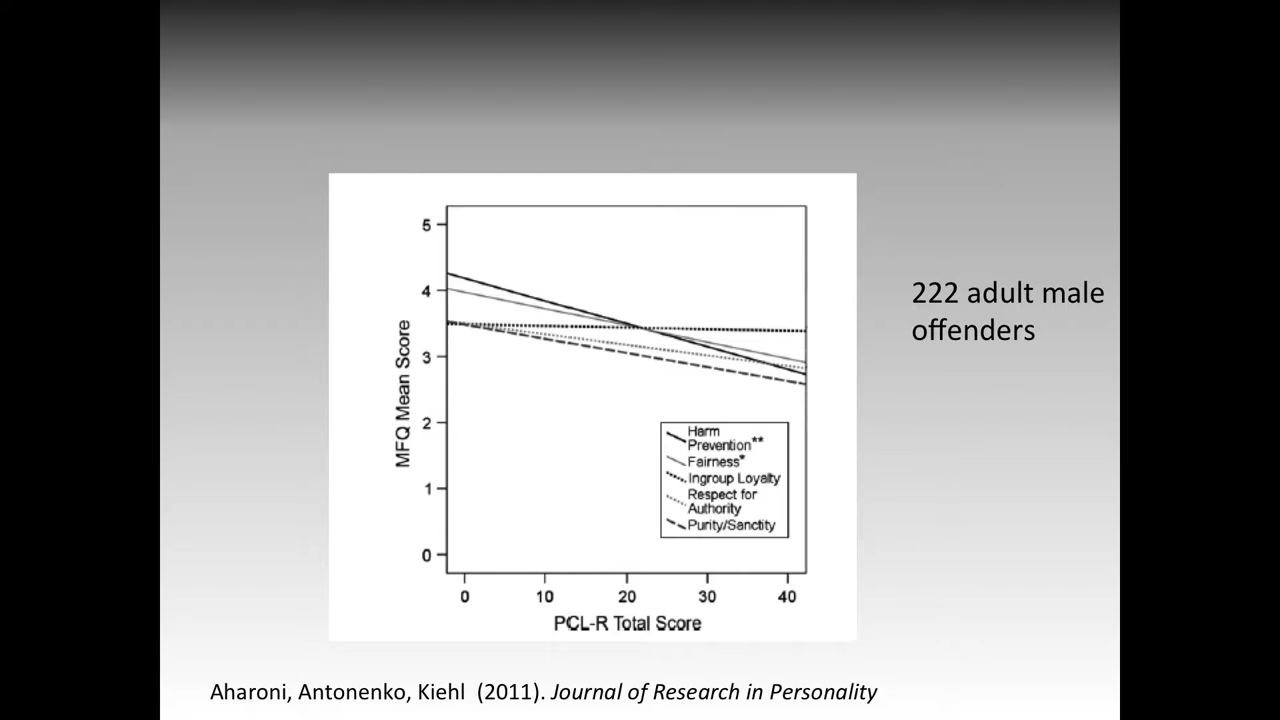 5
4
3
2
1
0
MFQ Mean Score
Harm
Prevention**
Fairness*
Ingroup Loyalty
Respect for
Authority
Purity/Sanctity
0 10 20 30 40
PCL-R Total Score
222 adult male
offenders
Aharoni, Antonenko, Kiehl (2011). Journal of Research in Personality